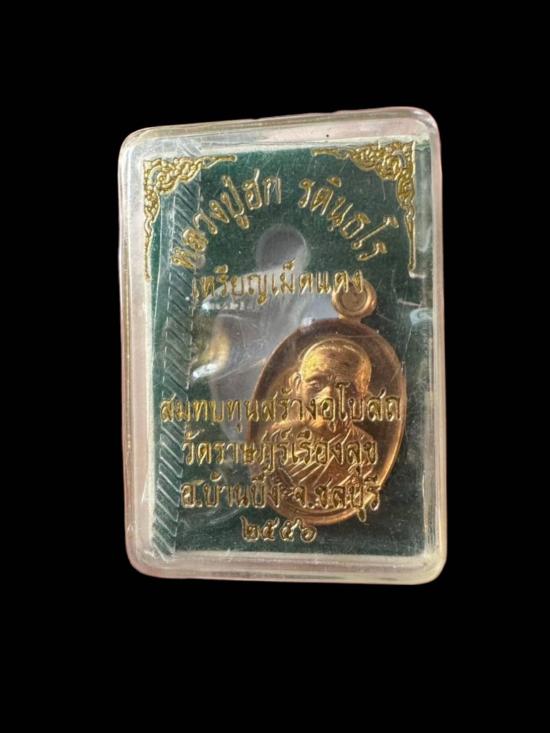 หลวงปู่ฮก รตินฺธโร
เหรียญเม็ดแตง
สมทบทุนสร้างอุโบสถ
วัดราษฎร์เรืองสุข
อ.บ้านบึง จ.ชลบุรี
๒๕๕๖